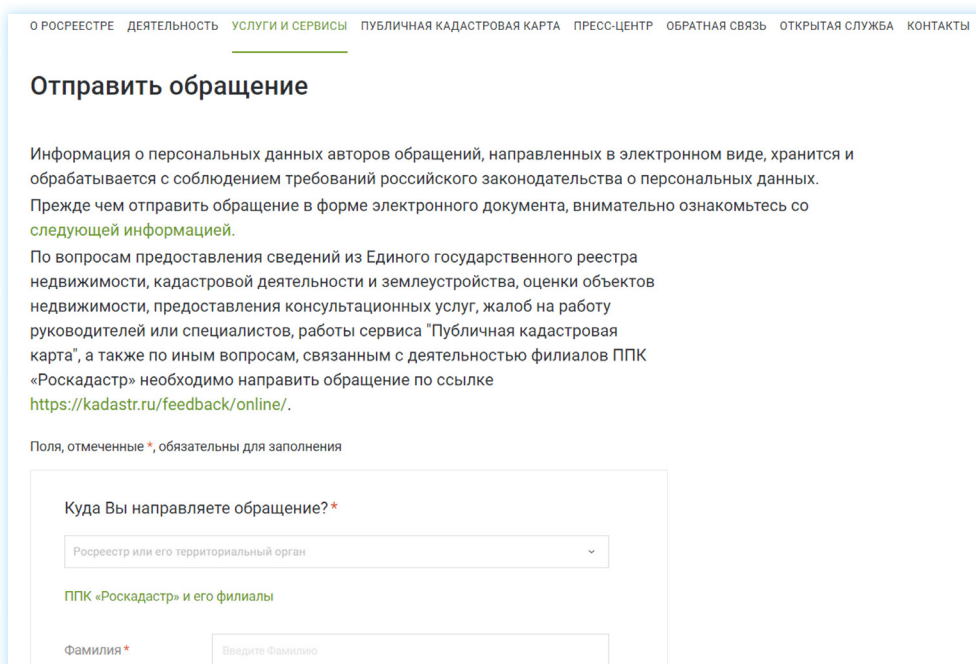 О РОСРЕЕСТРЕ ДЕЯТЕЛЬНОСТЬ УСЛУГИ И СЕРВИСЫ ПУБЛИЧНАЯ КАДАСТРОВАЯ КАРТА ПРЕСС-ЦЕНТР ОБРАТНАЯ СВЯЗЬ ОТКРЫТАЯ СЛУЖБА КОНТАКТЫ
Отправить обращение
Информация о персональных данных авторов обращений, направленных в электронном виде, хранится и
обрабатывается с соблюдением требований российского законодательства о персональных данных.
Прежде чем отправить обращение в форме электронного документа, внимательно ознакомьтесь со
следующей информацией.
По вопросам предоставления сведений из Единого государственного реестра
недвижимости, кадастровой деятельности и землеустройства, оценки объектов
недвижимости, предоставления консультационных услуг, жалоб на работу
руководителей или специалистов, работы сервиса "Публичная кадастровая
карта", а также по иным вопросам, связанным с деятельностью филиалов ППК
«Роскадастр» необходимо направить обращение по ссылке
https://kadastr.ru/feedback/online/.
Поля, отмеченные *, обязательны для заполнения
Куда Вы направляете обращение? *
Росреестр или его территориальный орган
ППК «Роскадастр» и его филиалы
Фамилия * Введите Фамилию